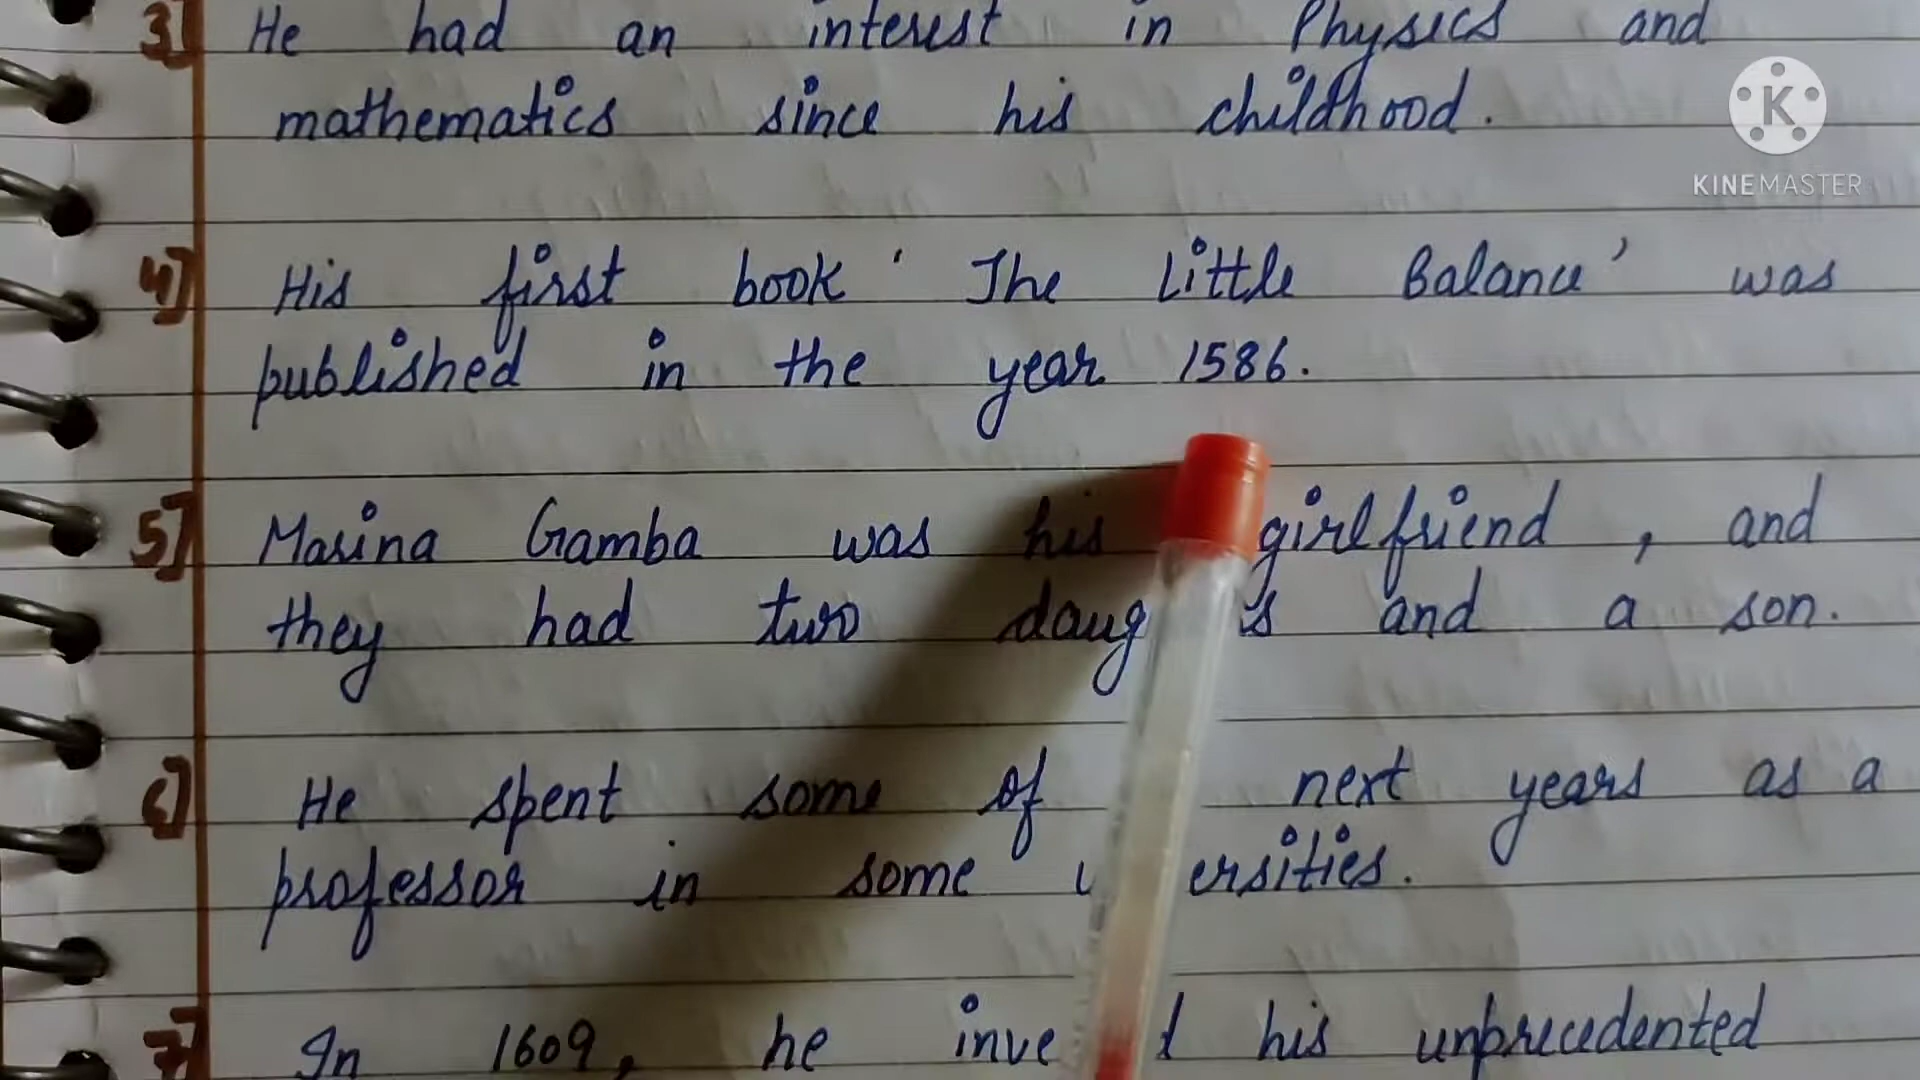 3] He had an interest in Physics and
mathematics since his childhood.
KINEMASTER
4] His first book ' The Little Balance' was
published in the year 1586.
5] Marina Gamba was his girlfriend, and
they had two and a son.
6] He spent some of next years as a
professor in some
7] In 1609, he his unprecedented